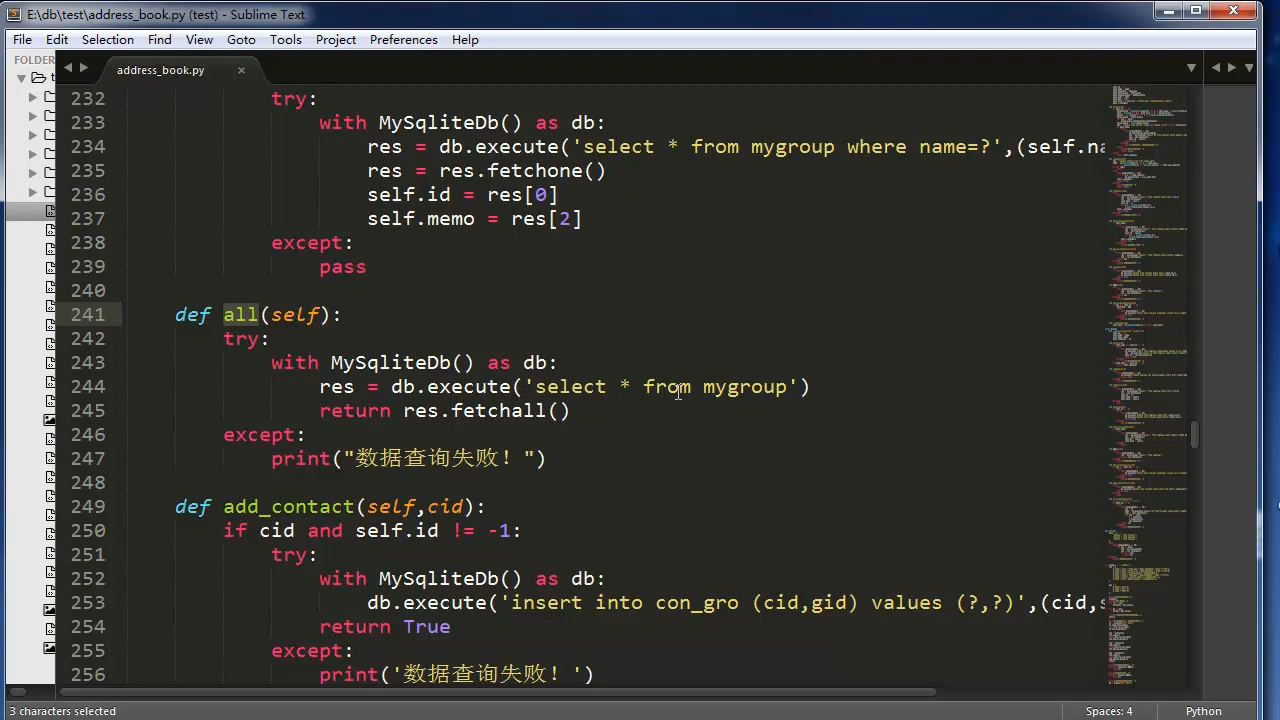 E:\db\test\address_book.py (test) - Sublime Text
File Edit Selection Find View Goto Tools Project Preferences Help
FOLDER
address_book.py
232 try:
233 with MySqliteDb() as db:
234 res = db.execute('select * from mygroup where name=?',(self.na
235 res = res.fetchone()
236 self.id = res[0]
237 self.memo = res[2]
238 except:
239 pass
240
241 def all(self):
242 try:
243 with MySqliteDb() as db:
244 res = db.execute('select * from mygroup')
245 return res.fetchall()
246 except:
247 print("数据查询失败！")
248
249 def add_contact(self,cid):
250 if cid and self.id != -1:
251 try:
252 with MySqliteDb() as db:
253 db.execute('insert into con_gro (cid,gid) values (?,?)',(cid,s
254 return True
255 except:
256 print('数据查询失败！')
3 characters selected
Spaces: 4
Python